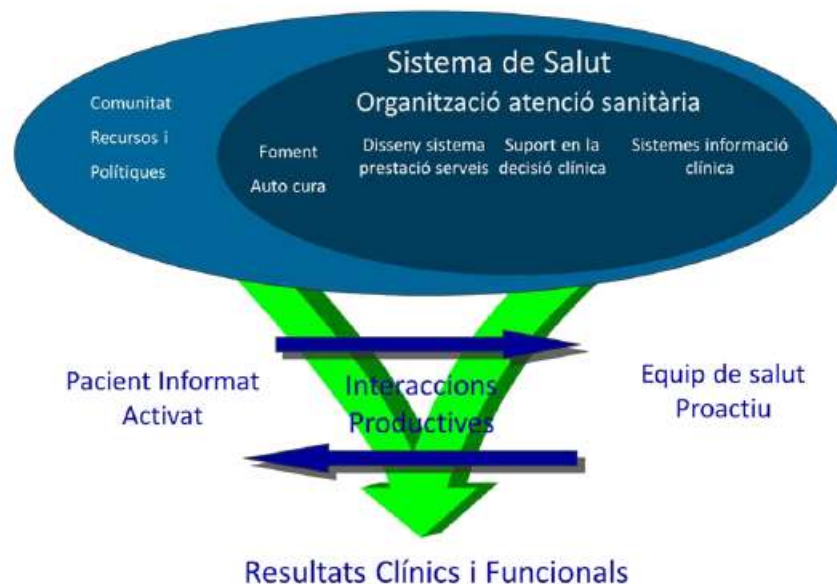 Sistema de Salut
Organització atenció sanitària
Comunitat
Recursos i
Polítiques
Foment
Auto cura
Disseny sistema
prestació serveis
Suport en la
decisió clínica
Sistemes informació
clínica
Pacient Informat
Activat
Interaccions
Productives
Equip de salut
Proactiu
Resultats Clínics i Funcionals